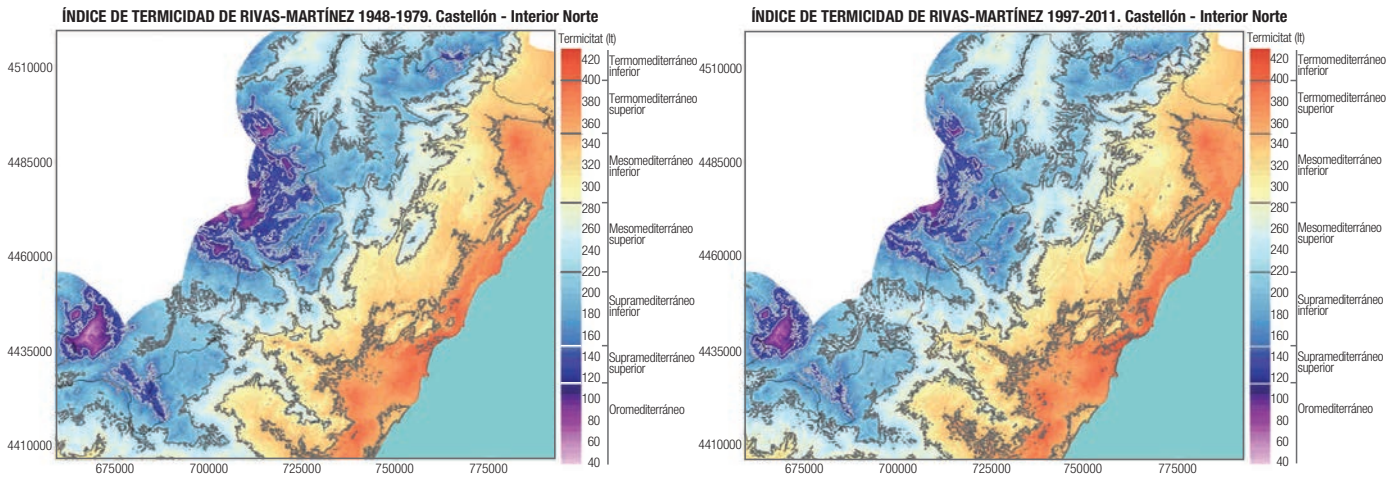 ÍNDICE DE TERMICIDAD DE RIVAS-MARTÍNEZ 1948-1979. Castellón - Interior Norte
Termicitat (It)
4510000
4485000
4460000
4435000
4410000
675000 700000 725000 750000 775000
420
400
380
360
340
320
300
280
260
240
220
200
180
160
140
120
100
80
60
40
Termomediterráneo
inferior
Termomediterráneo
superior
Mesomediterráneo
inferior
Mesomediterráneo
superior
Supramediterráneo
inferior
Supramediterráneo
superior
Oromediterráneo
ÍNDICE DE TERMICIDAD DE RIVAS-MARTÍNEZ 1997-2011. Castellón - Interior Norte
Termicitat (It)
4510000
4485000
4460000
4435000
4410000
675000 700000 725000 750000 775000
420
400
380
360
340
320
300
280
260
240
220
200
180
160
140
120
100
80
60
40
Termomediterráneo
inferior
Termomediterráneo
superior
Mesomediterráneo
inferior
Mesomediterráneo
superior
Supramediterráneo
inferior
Supramediterráneo
superior
Oromediterráneo